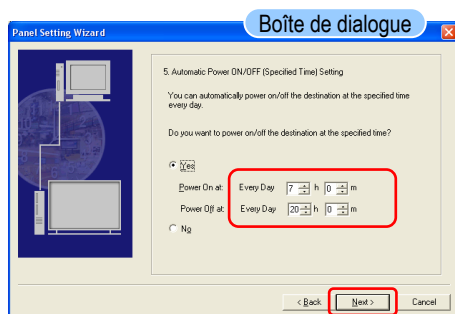 Boîte de dialogue
Panel Setting Wizard
5. Automatic Power ON/OFF (Specified Time) Setting
You can automatically power on/off the destination at the specified time
every day.
Do you want to power on/off the destination at the specified time?
Yes
Power On at: Every Day 7 h 0 m
Power Off at: Every Day 20 h 0 m
No
< Back Next > Cancel